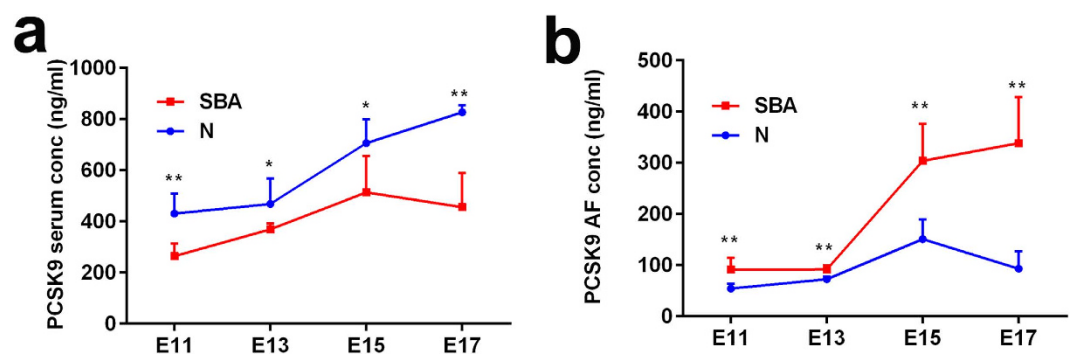 a
PCSK9 serum conc (ng/ml)
1000
800
600
400
200
0
SBA
N
**
*
*
**
E11 E13 E15 E17
b
PCSK9 AF conc (ng/ml)
500
400
300
200
100
0
SBA
N
**
**
**
**
E11 E13 E15 E17